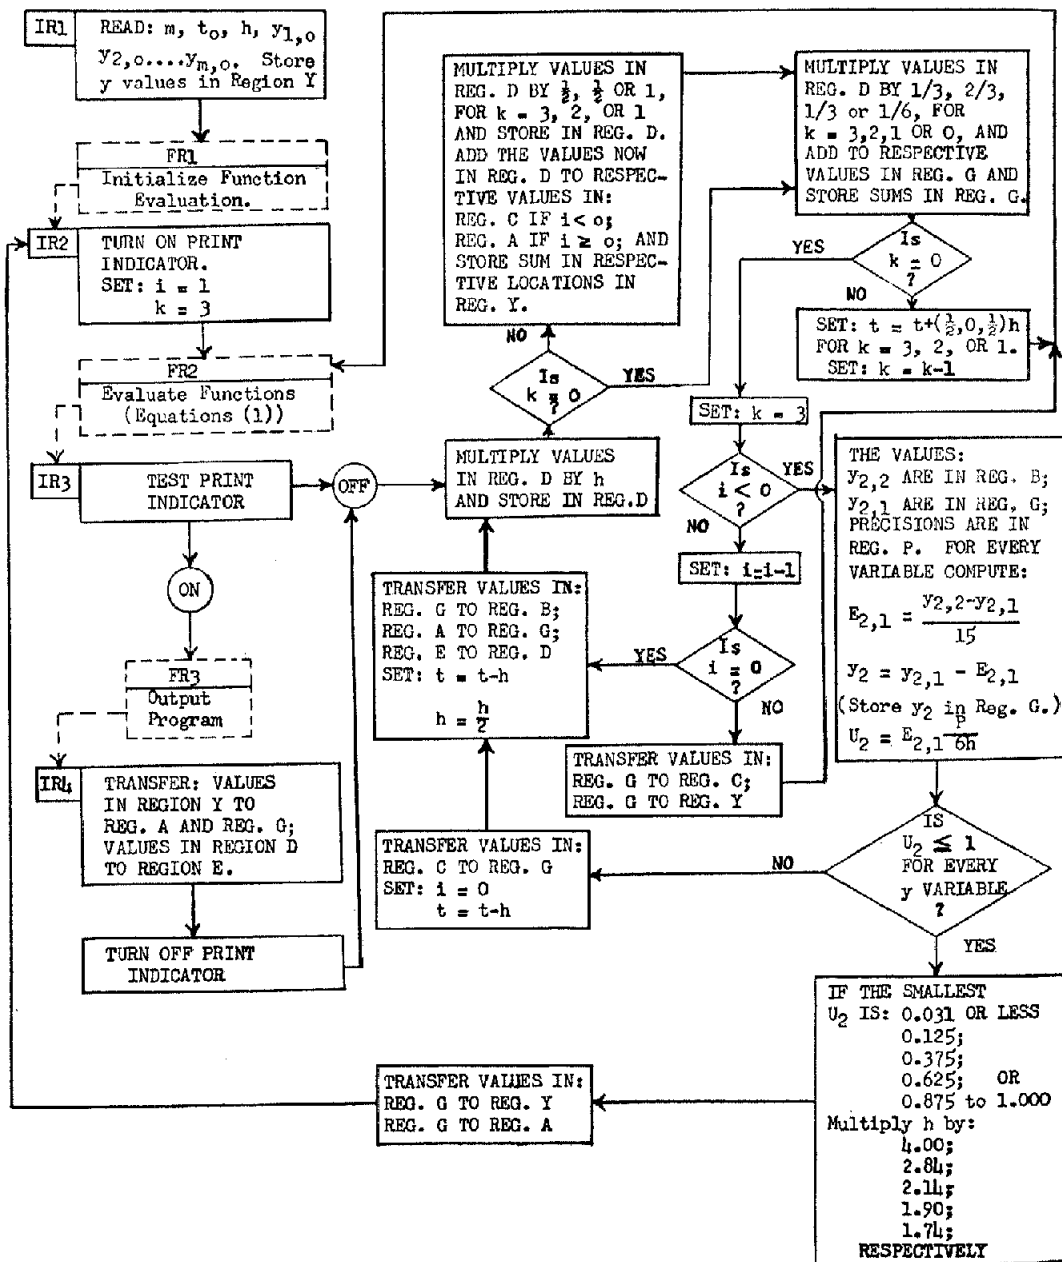 IR1
READ: m, t₀, h, y₁,₀
y₂,₀....yₘ,₀. Store
y values in Region Y
FR1
Initialize Function
Evaluation.
IR2
TURN ON PRINT
INDICATOR.
SET: i = 1
k = 3
FR2
Evaluate Functions
(Equations (1))
IR3
TEST PRINT
INDICATOR
OFF
ON
FR3
Output
Program
IR4
TRANSFER: VALUES
IN REGION Y TO
REG. A AND REG. G;
VALUES IN REGION D
TO REGION E.
TURN OFF PRINT
INDICATOR
MULTIPLY VALUES IN
REG. D BY ½, ½ OR 1,
FOR k = 3, 2, OR 1
AND STORE IN REG. D.
ADD THE VALUES NOW
IN REG. D TO RESPEC-
TIVE VALUES IN:
REG. C IF i < 0;
REG. A IF i ≥ 0; AND
STORE SUM IN RESPEC-
TIVE LOCATIONS IN
REG. Y.
NO
Is
k = 0
?
YES
MULTIPLY VALUES
IN REG. D BY h
AND STORE IN REG.D
TRANSFER VALUES IN:
REG. G TO REG. B;
REG. A TO REG. G;
REG. E TO REG. D
SET: t = t-h
h = h/2
TRANSFER VALUES IN:
REG. C TO REG. G
SET: i = 0
t = t-h
MULTIPLY VALUES IN
REG. D BY 1/3, 2/3,
1/3 or 1/6, FOR
k = 3,2,1 OR 0, AND
ADD TO RESPECTIVE
VALUES IN REG. G AND
STORE SUMS IN REG. G.
YES
Is
k = 0
?
NO
SET: t = t+(½,0,½)h
FOR k = 3, 2, OR 1.
SET: k = k-1
SET: k = 3
Is
i < 0
?
YES
NO
SET: i=i-1
YES
Is
i = 0
?
NO
TRANSFER VALUES IN:
REG. G TO REG. C;
REG. G TO REG. Y
THE VALUES:
y₂,₂ ARE IN REG. B;
y₂,₁ ARE IN REG. G;
PRECISIONS ARE IN
REG. P. FOR EVERY
VARIABLE COMPUTE:
E₂,₁ = (y₂,₂-y₂,₁)/15
y₂ = y₂,₁ - E₂,₁
(Store y₂ in Reg. G.)
U₂ = E₂,₁ P/6h
IS
U₂ ≦ 1
FOR EVERY
y VARIABLE
?
NO
YES
IF THE SMALLEST
U₂ IS: 0.031 OR LESS
0.125;
0.375;
0.625; OR
0.875 to 1.000
Multiply h by:
4.00;
2.84;
2.14;
1.90;
1.74;
RESPECTIVELY
TRANSFER VALUES IN:
REG. G TO REG. Y
REG. G TO REG. A